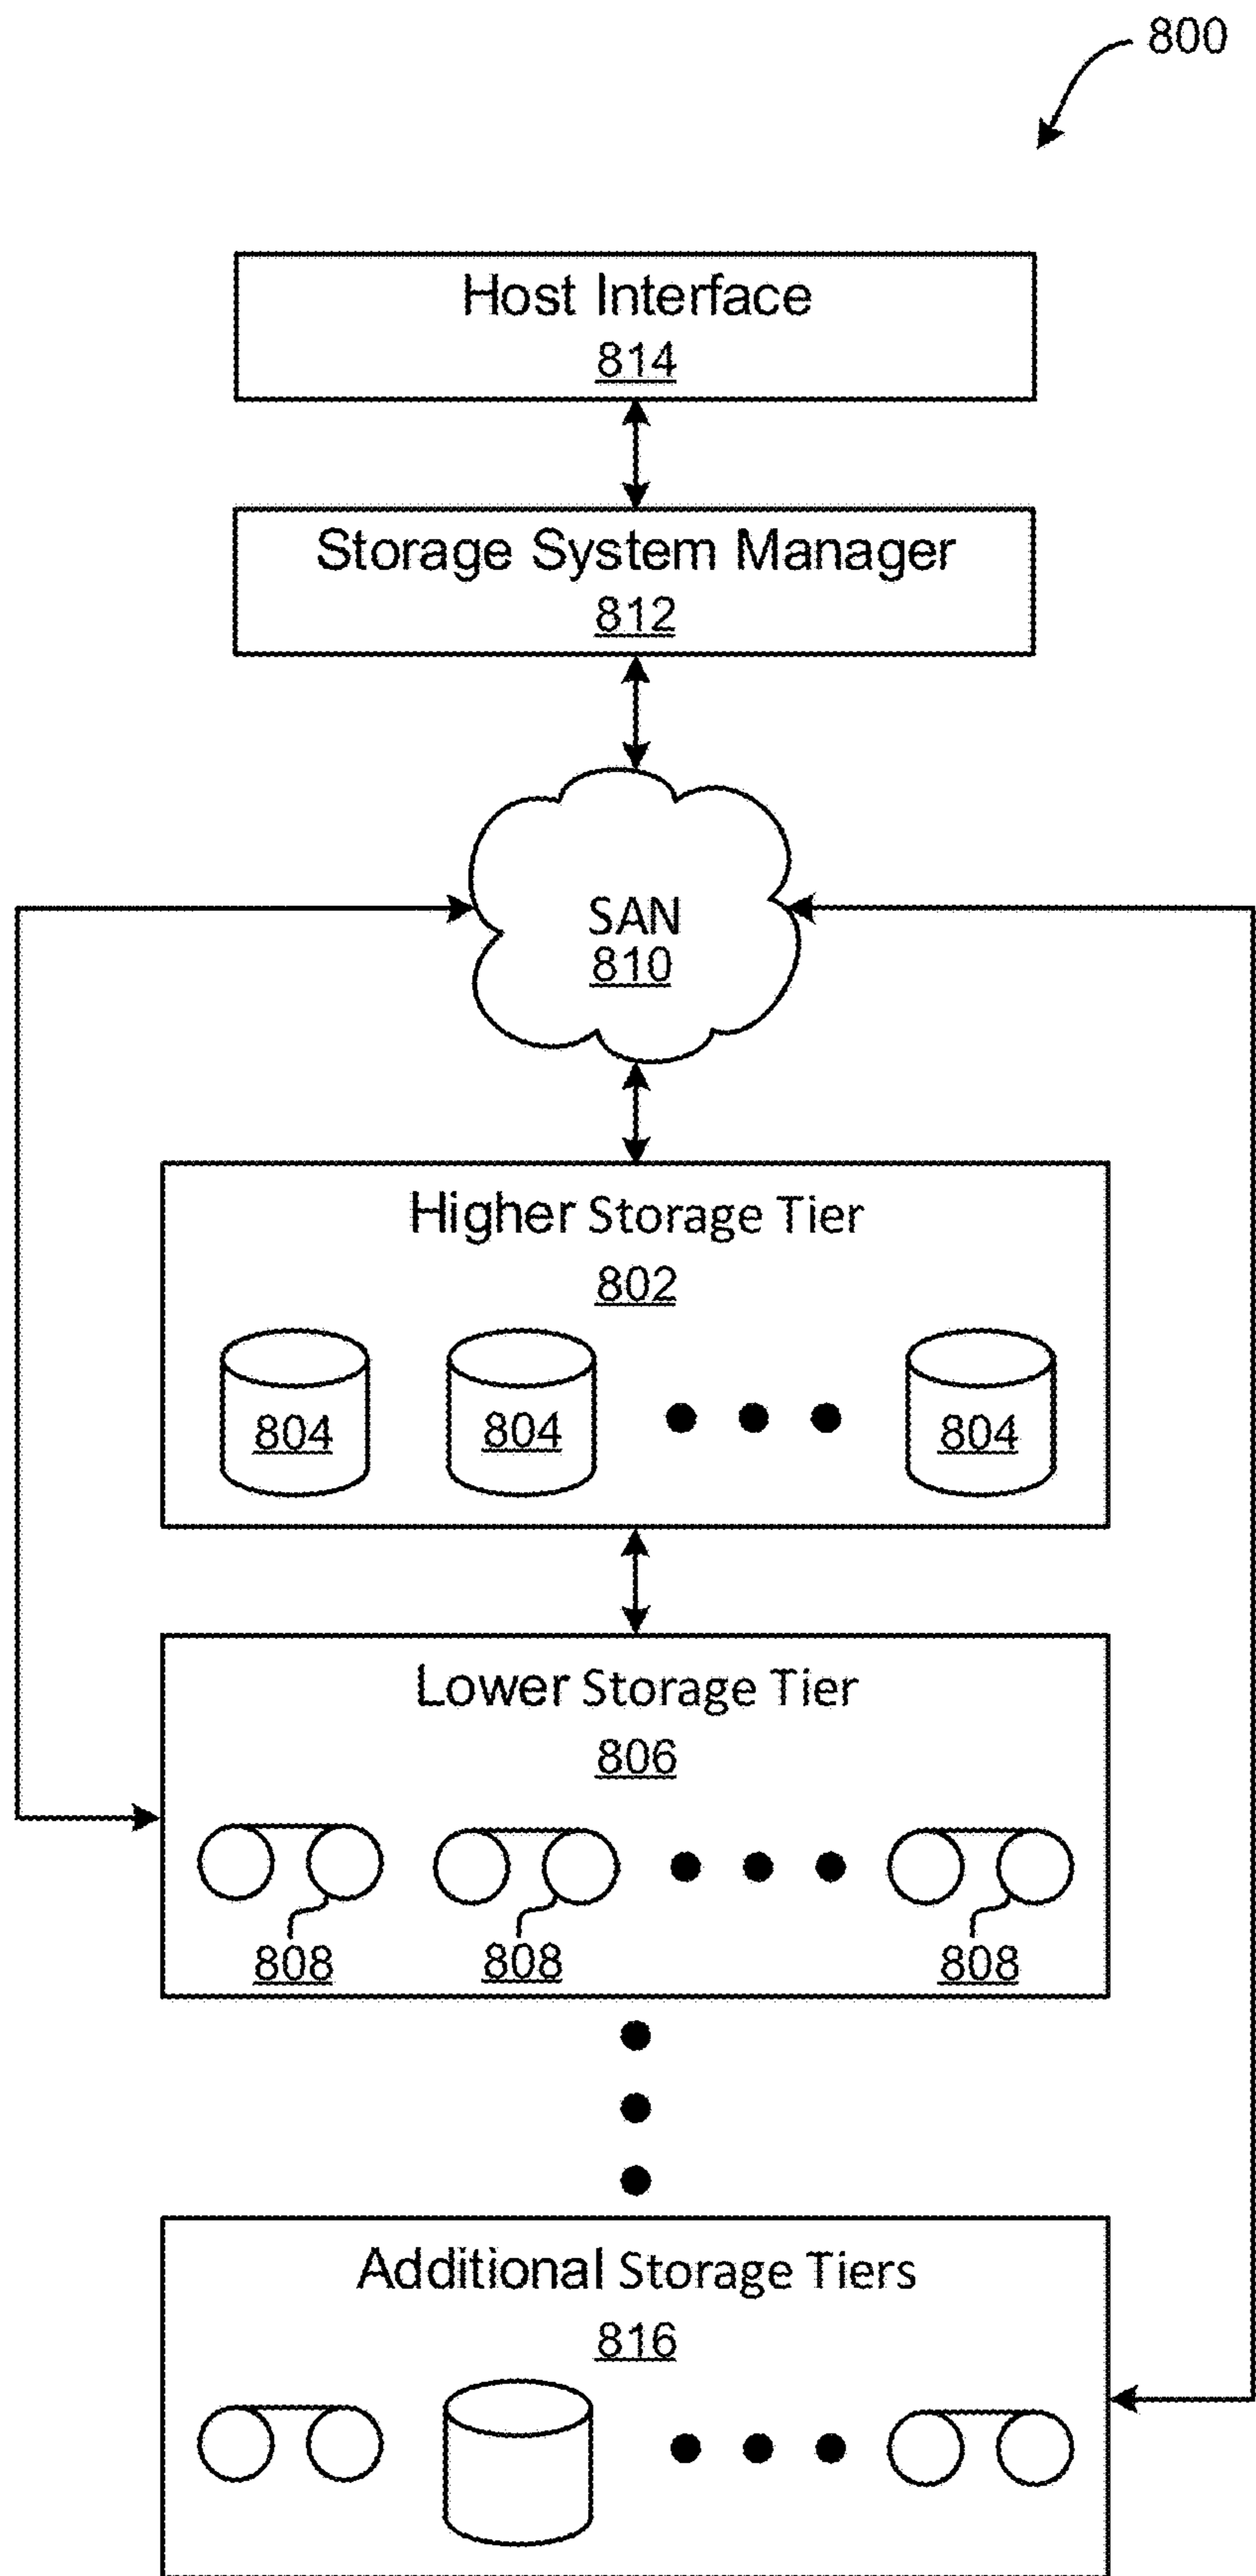 800
Host Interface
814
Storage System Manager
812
SAN
810
Higher Storage Tier
802
804 804 804
Lower Storage Tier
806
808 808 808
Additional Storage Tiers
816